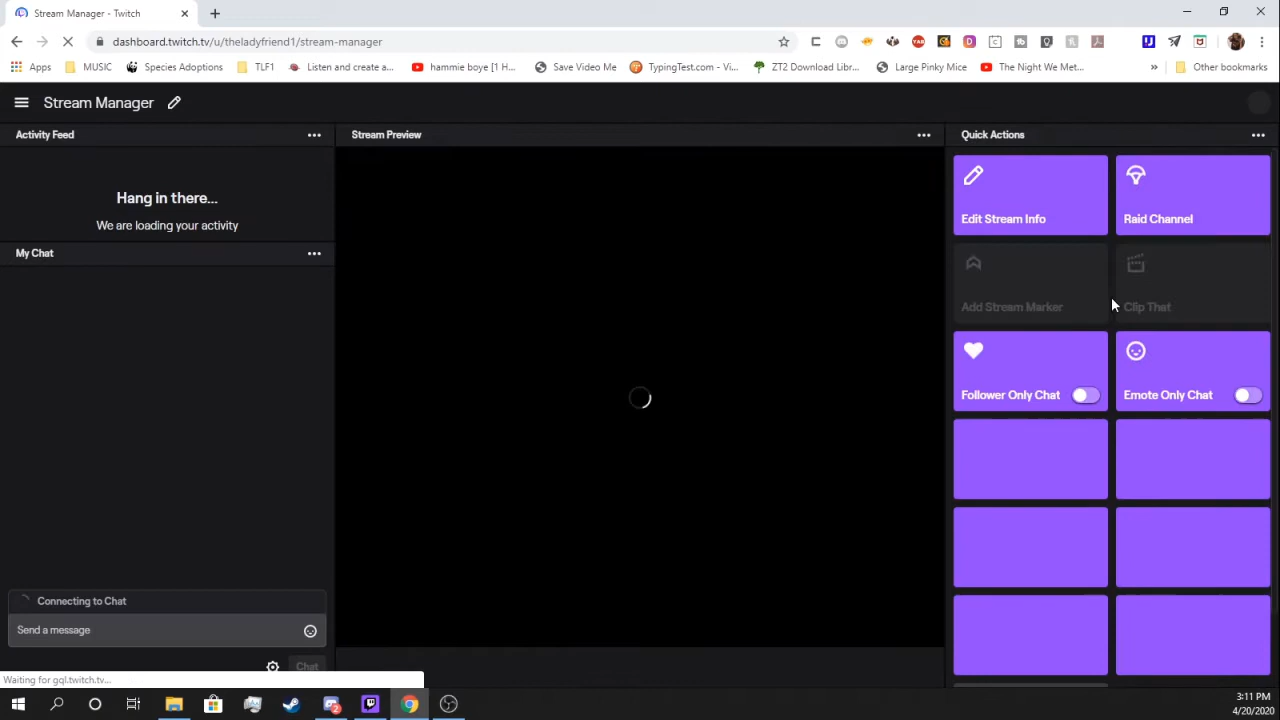 Stream Manager - Twitch
dashboard.twitch.tv/u/theladyfriend1/stream-manager
Apps MUSIC Species Adoptions TLF1 Listen and create a... hammie boye [1 H... Save Video Me TypingTest.com - Vi... ZT2 Download Libr... Large Pinky Mice The Night We Met... » Other bookmarks
Stream Manager
Activity Feed
Stream Preview
Quick Actions
Hang in there...
We are loading your activity
My Chat
Edit Stream Info
Raid Channel
Add Stream Marker
Clip That
Follower Only Chat
Emote Only Chat
Connecting to Chat
Send a message
Chat
Waiting for gql.twitch.tv...
3:11 PM
4/20/2020